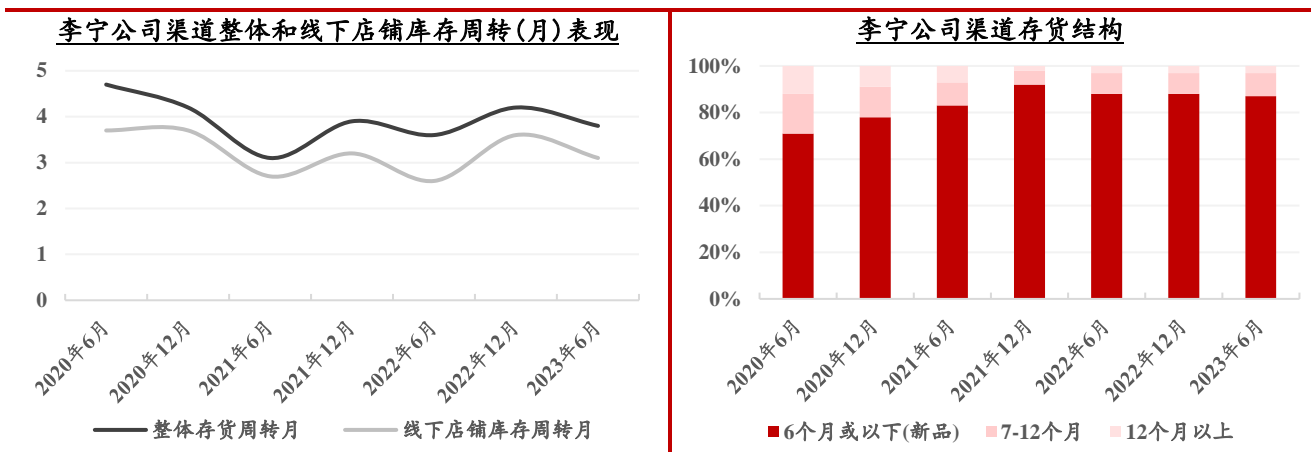 李宁公司渠道整体和线下店铺库存周转(月)表现
5
4
3
2
1
0
2020年6月
2020年12月
2021年6月
2021年12月
2022年6月
2022年12月
2023年6月
整体存货周转月
线下店铺库存周转月
李宁公司渠道存货结构
100%
80%
60%
40%
20%
0%
2020年6月
2020年12月
2021年6月
2021年12月
2022年6月
2022年12月
2023年6月
6个月或以下(新品)
7-12个月
12个月以上